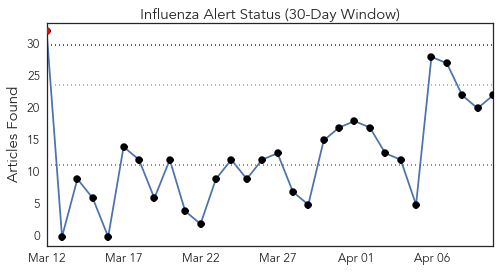 Influenza Alert Status (30-Day Window)
Articles Found
30
25
20
15
10
5
0
Mar 12 Mar 17 Mar 22 Mar 27 Apr 01 Apr 06